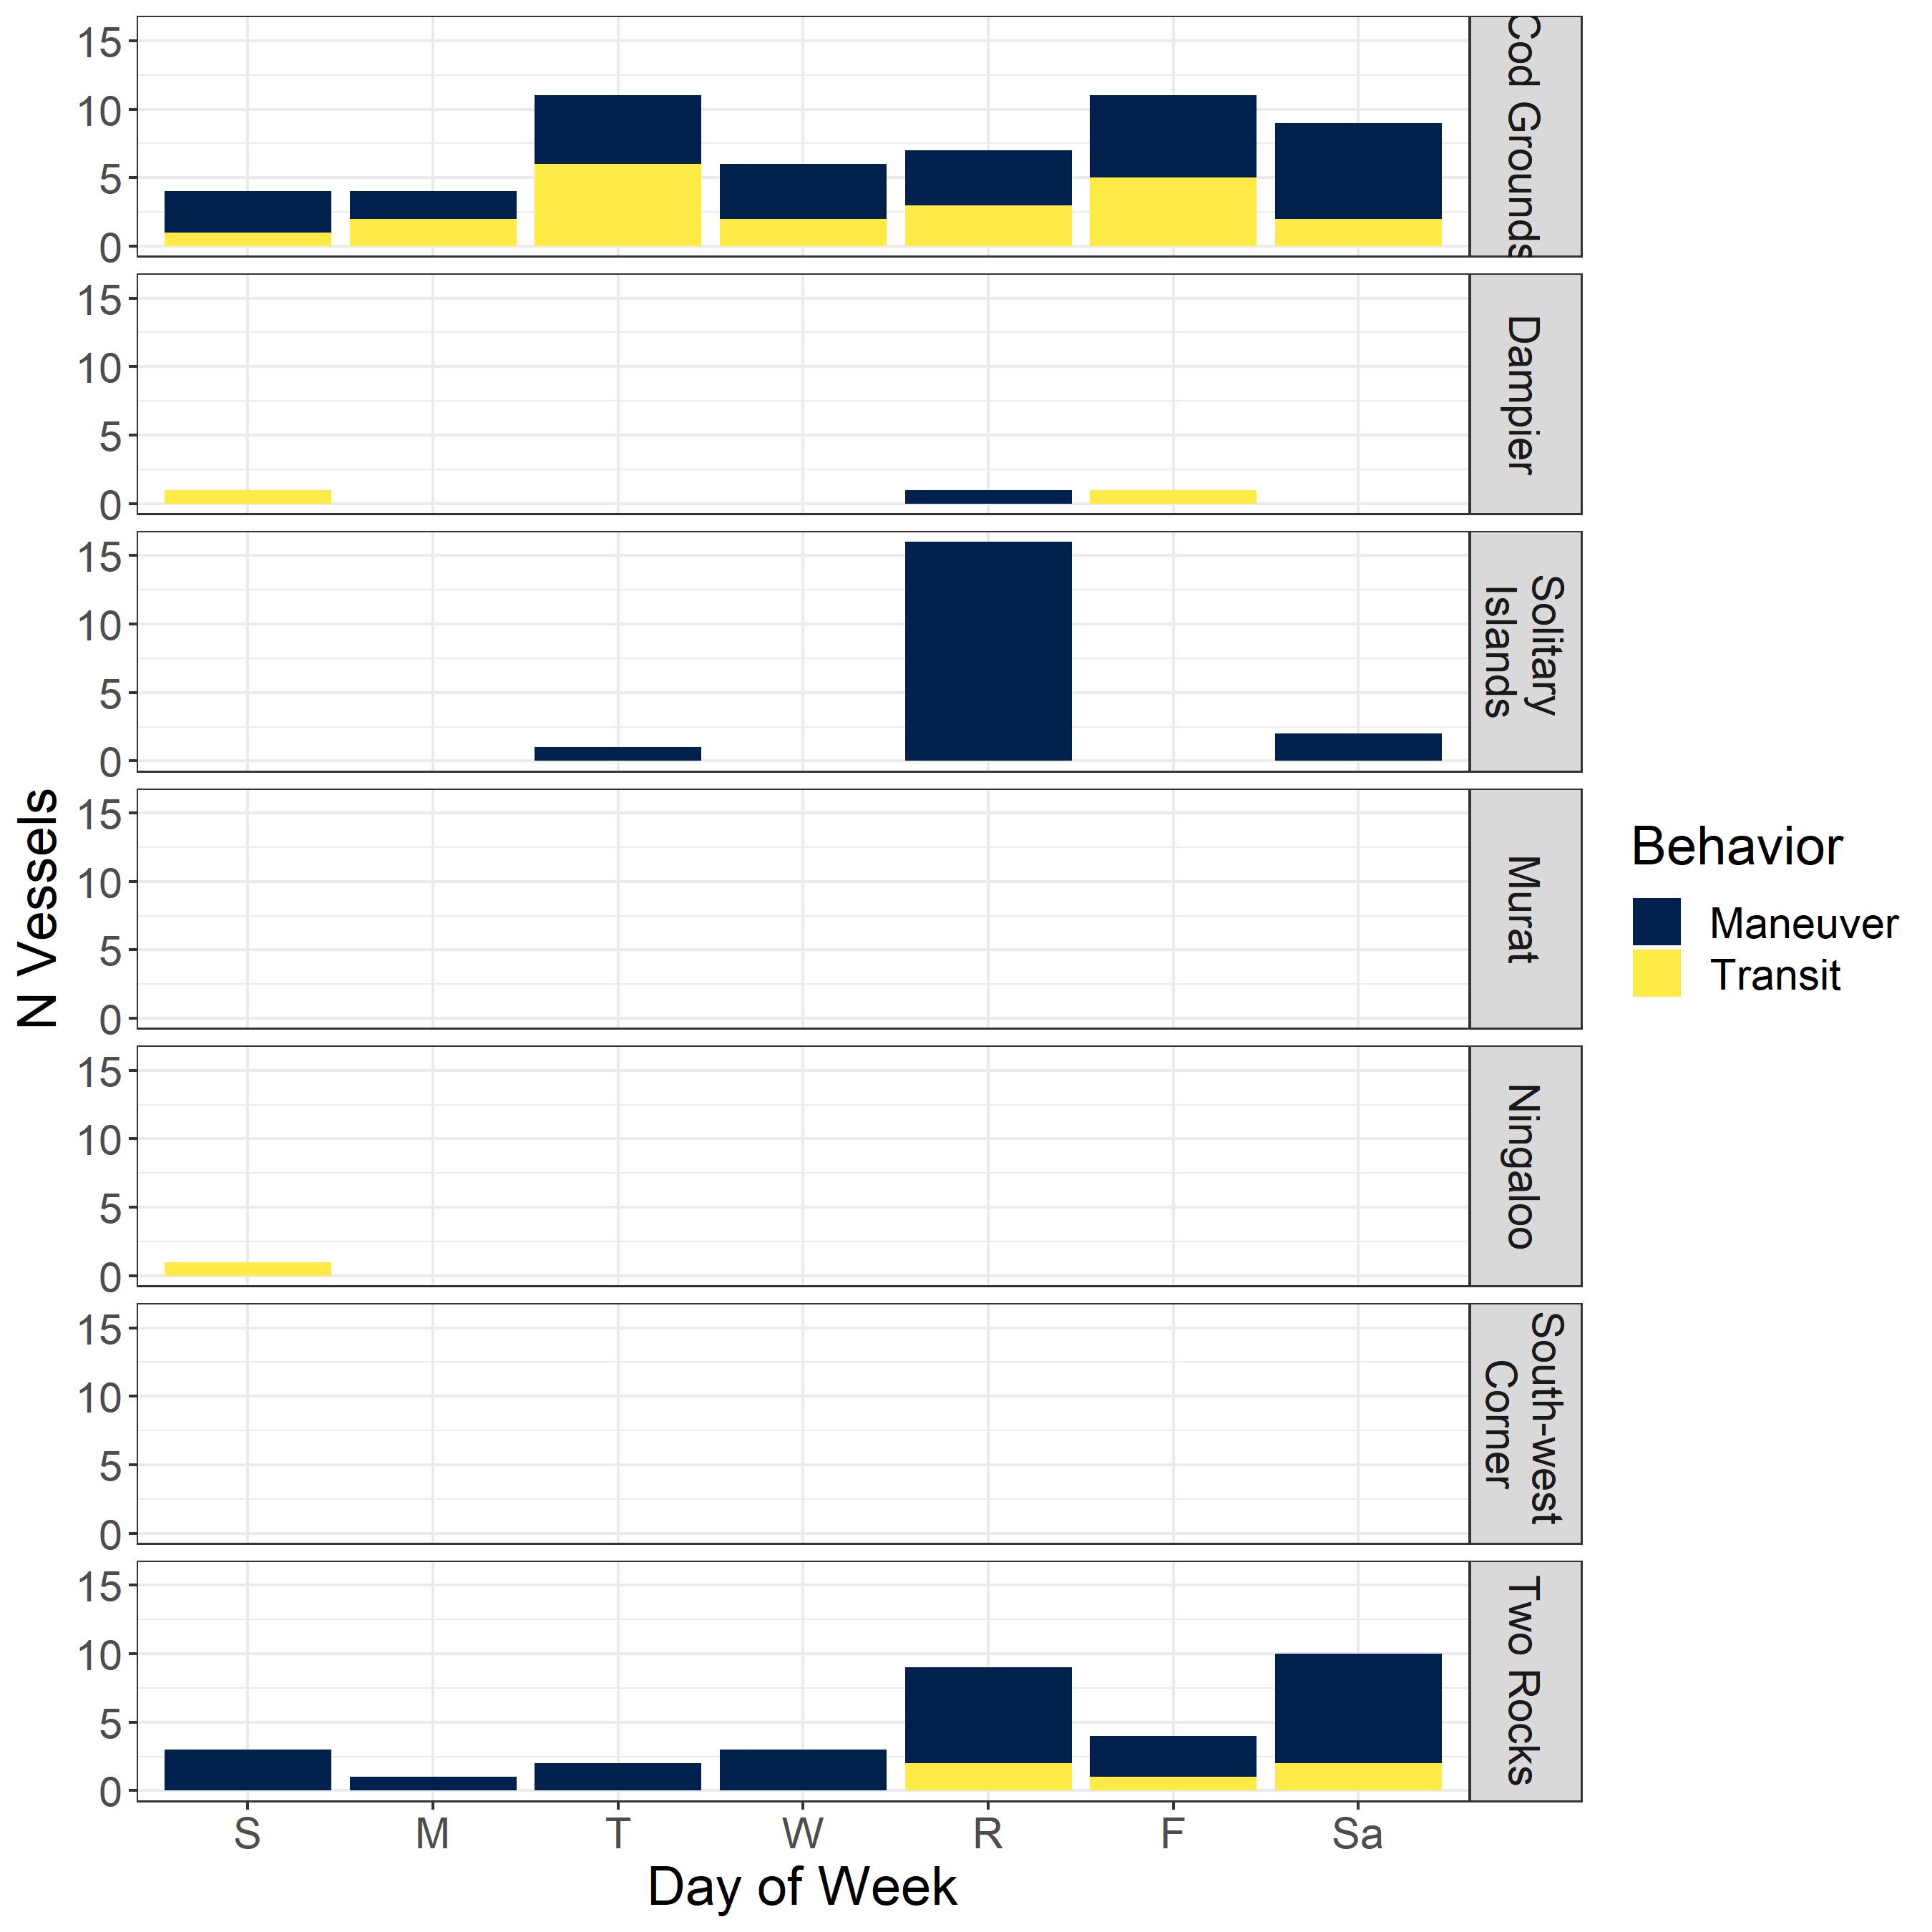 15
10
5
0
Cod Grounds
15
10
5
0
Dampier
15
10
5
0
Solitary
Islands
15
10
5
0
Murat
15
10
5
0
Ningaloo
15
10
5
0
South-west
Corner
15
10
5
0
Two Rocks
S M T W R F Sa
Day of Week
N Vessels
Behavior
Maneuver
Transit